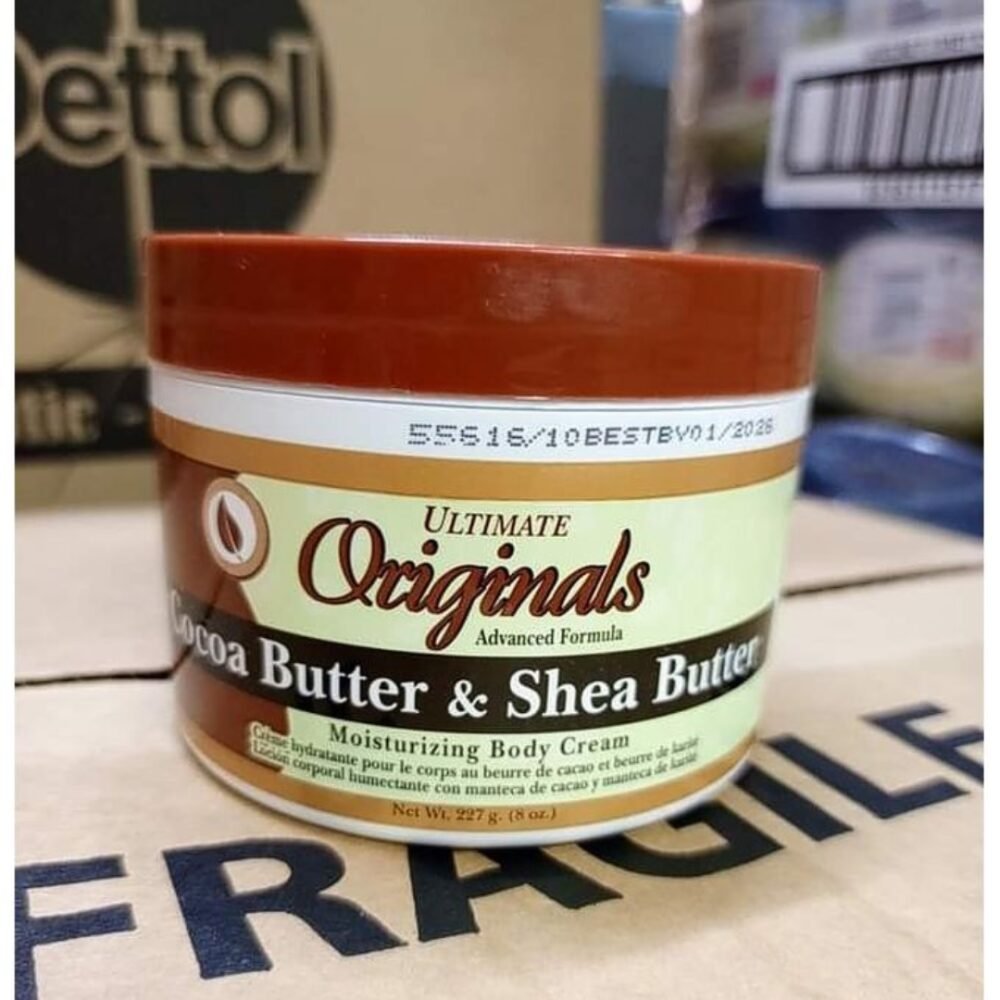 ettol
tic -
55616/10BESTBY01/2026
ULTIMATE
Originals
Advanced Formula
Cocoa Butter & Shea Butter
Moisturizing Body Cream
Crème hydratante pour le corps au beurre de cacao et beurre de karité
Loción corporal humectante con manteca de cacao y manteca de karité
Net Wt. 227 g. (8 oz.)
FRAGILE